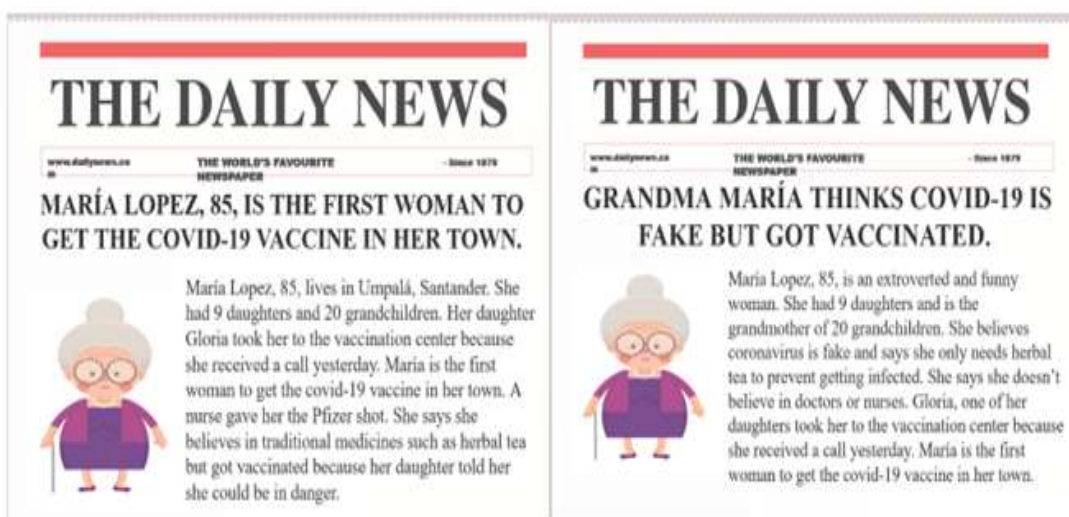 THE DAILY NEWS
www.dailynews.co
m
THE WORLD'S FAVOURITE
NEWSPAPER
- Since 1879
MARÍA LOPEZ, 85, IS THE FIRST WOMAN TO
GET THE COVID-19 VACCINE IN HER TOWN.
María Lopez, 85, lives in Umpalá, Santander. She
had 9 daughters and 20 grandchildren. Her daughter
Gloria took her to the vaccination center because
she received a call yesterday. María is the first
woman to get the covid-19 vaccine in her town. A
nurse gave her the Pfizer shot. She says she
believes in traditional medicines such as herbal tea
but got vaccinated because her daughter told her
she could be in danger.
THE DAILY NEWS
www.dailynews.co
m
THE WORLD'S FAVOURITE
NEWSPAPER
- Since 1879
GRANDMA MARÍA THINKS COVID-19 IS
FAKE BUT GOT VACCINATED.
María Lopez, 85, is an extroverted and funny
woman. She had 9 daughters and is the
grandmother of 20 grandchildren. She believes
coronavirus is fake and says she only needs herbal
tea to prevent getting infected. She says she doesn't
believe in doctors or nurses. Gloria, one of her
daughters took her to the vaccination center because
she received a call yesterday. María is the first
woman to get the covid-19 vaccine in her town.